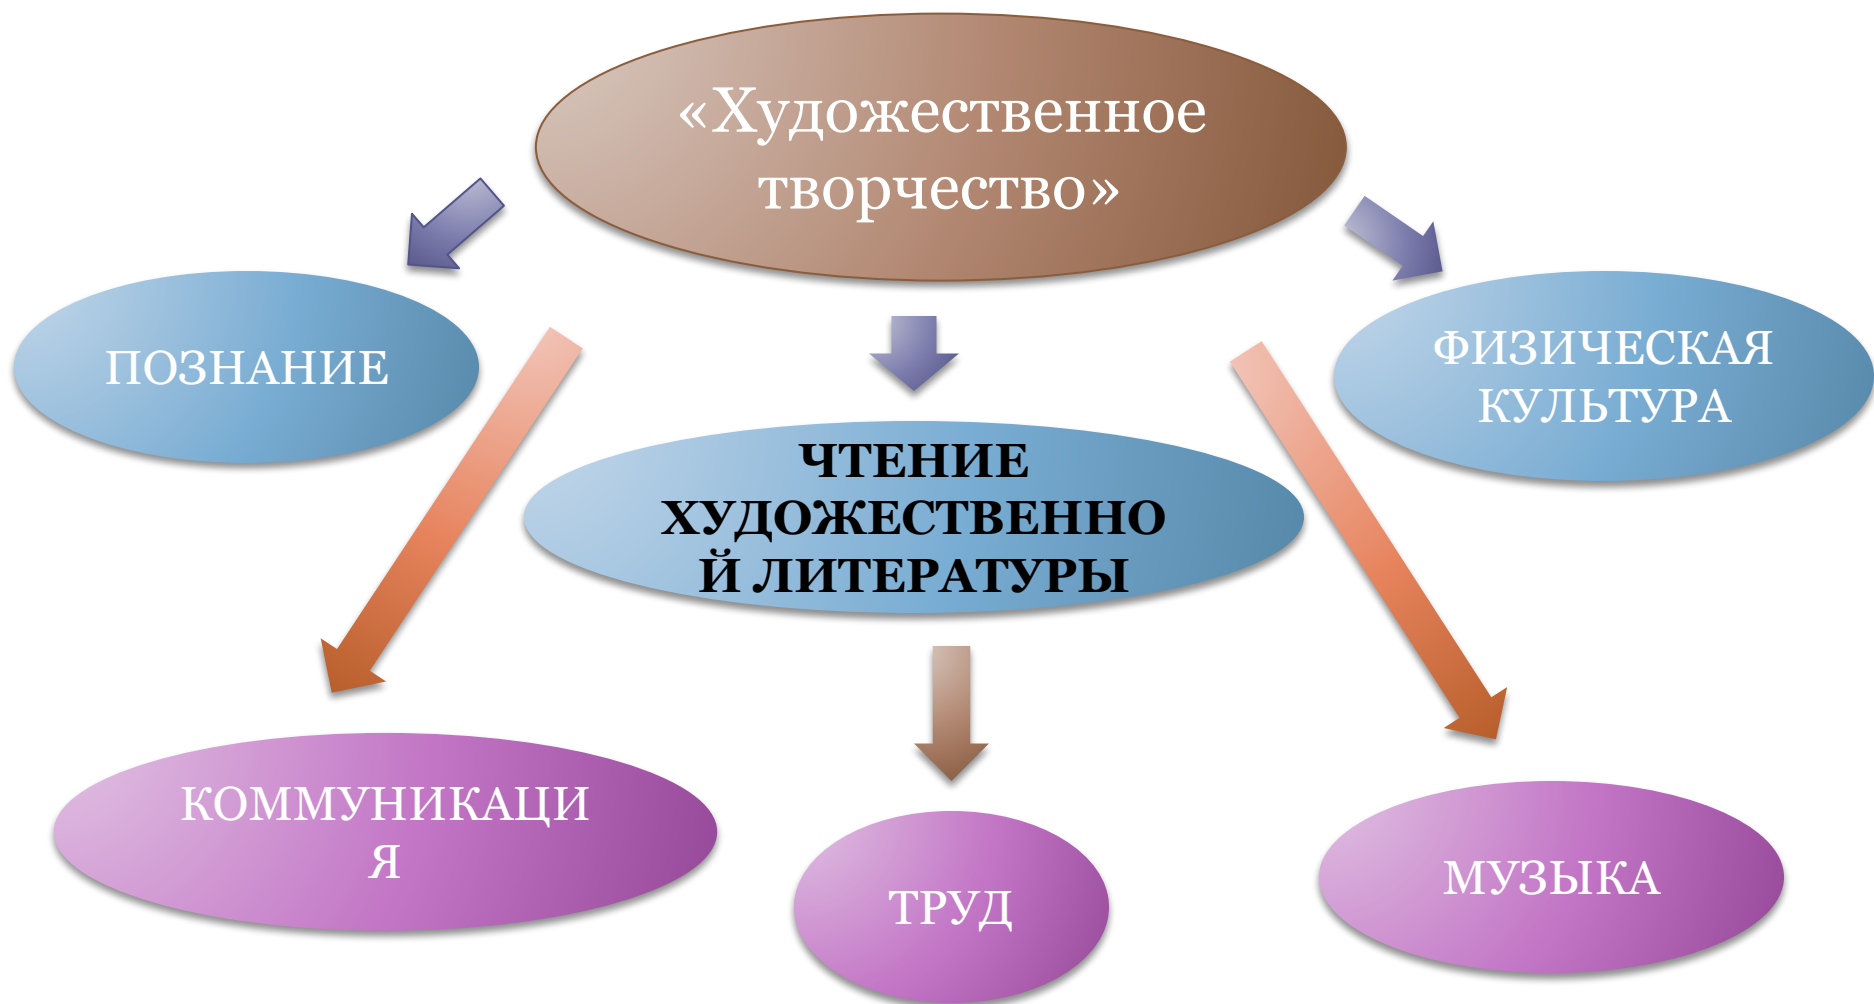 «Художественное
творчество»
ПОЗНАНИЕ
ФИЗИЧЕСКАЯ
КУЛЬТУРА
ЧТЕНИЕ
ХУДОЖЕСТВЕННО
Й ЛИТЕРАТУРЫ
КОММУНИКАЦИ
Я
ТРУД
МУЗЫКА